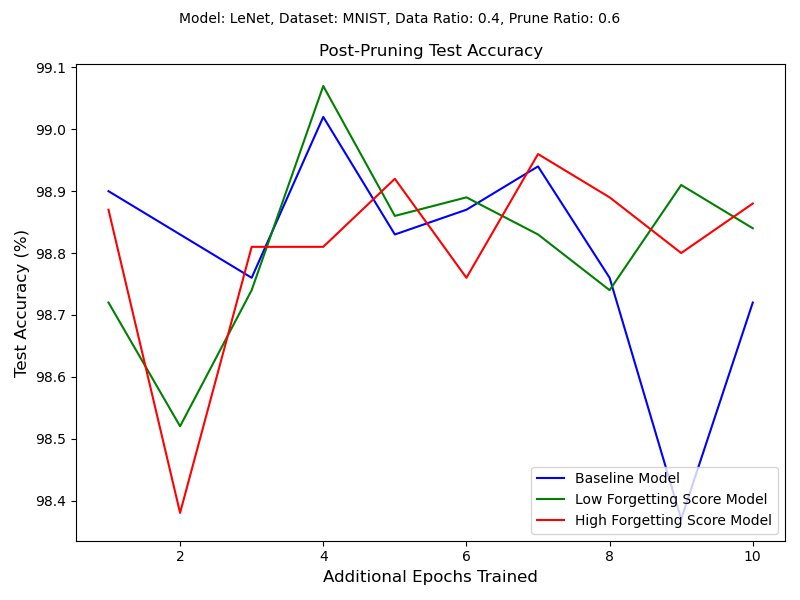 Model: LeNet, Dataset: MNIST, Data Ratio: 0.4, Prune Ratio: 0.6
Post-Pruning Test Accuracy
99.1
99.0
98.9
98.8
98.7
98.6
98.5
98.4
Test Accuracy (%)
Baseline Model
Low Forgetting Score Model
High Forgetting Score Model
2 4 6 8 10
Additional Epochs Trained